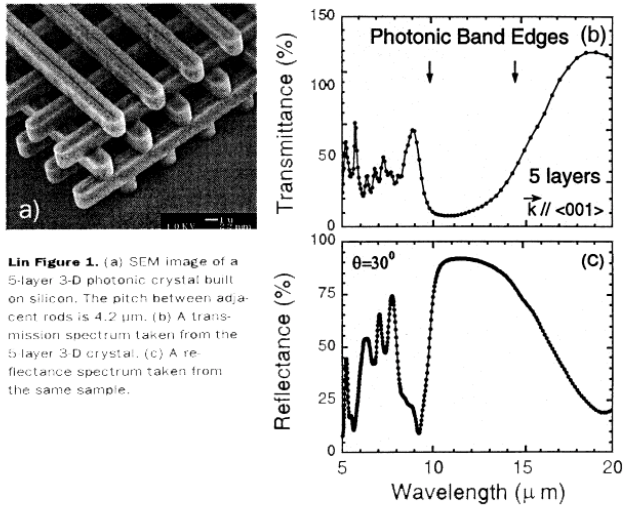 a)
1.0KV
Lin Figure 1. (a) SEM image of a
5-layer 3-D photonic crystal built
on silicon. The pitch between adja-
cent rods is 4.2 μm. (b) A trans-
mission spectrum taken from the
5 layer 3-D crystal. (c) A re-
flectance spectrum taken from
the same sample.
150
100
50
0
Transmittance (%)
Photonic Band Edges
(b)
5 layers
k // <001>
100
75
50
25
0
Reflectance (%)
θ=30⁰
(c)
5
10
15
20
Wavelength (μ m)